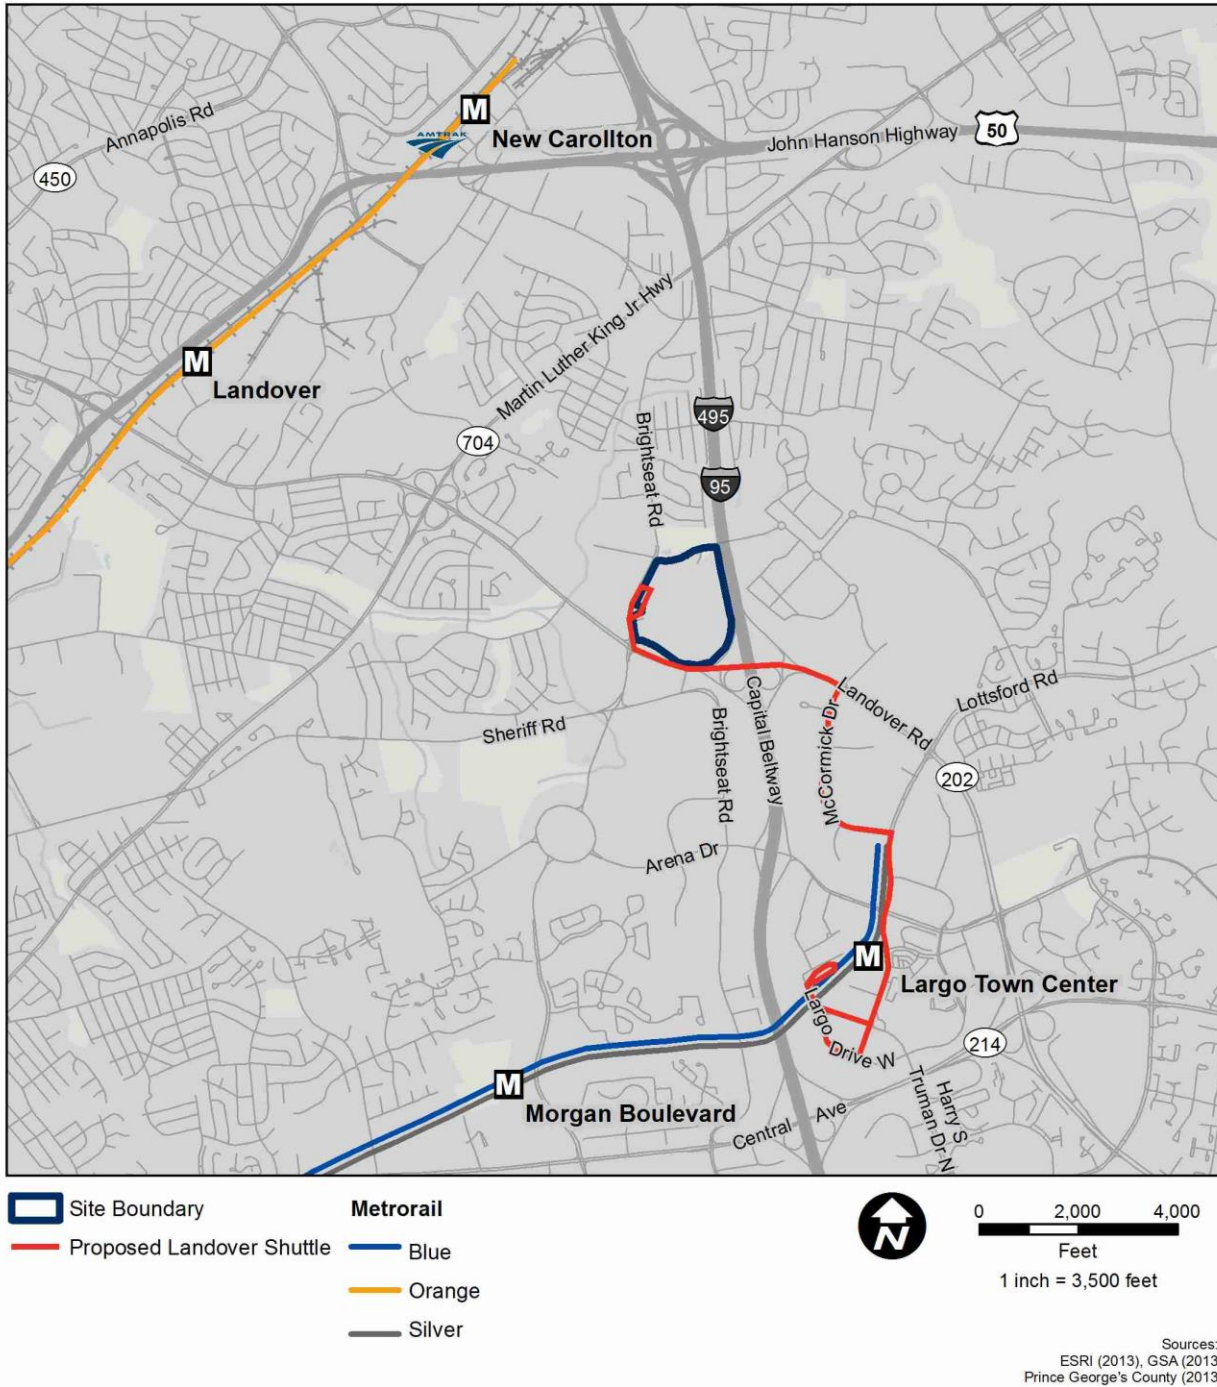 Annapolis Rd
M
AMTRAK
New Carollton
John Hanson Highway
50
450
Martin Luther King Jr Hwy
M
Landover
495
704
Brightseat Rd
95
Landover Rd
Lottsford Rd
McCormick Dr
Capital Beltway
Sheriff Rd
Brightseat Rd
202
Arena Dr
M
Largo Town Center
Largo Drive W
214
M
Morgan Boulevard
Central Ave
Harry S
Truman Dr N
Site Boundary
Proposed Landover Shuttle
Metrorail
Blue
Orange
Silver
N
0 2,000 4,000
Feet
1 inch = 3,500 feet
Sources:
ESRI (2013), GSA (2013
Prince George's County (2013